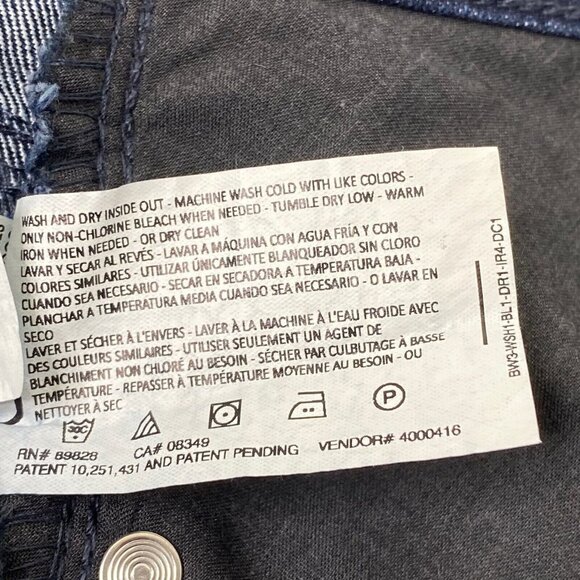 WASH AND DRY INSIDE OUT - MACHINE WASH COLD WITH LIKE COLORS -
ONLY NON-CHLORINE BLEACH WHEN NEEDED - TUMBLE DRY LOW - WARM
IRON WHEN NEEDED - OR DRY CLEAN
LAVAR Y SECAR AL REVÉS - LAVAR A MÁQUINA CON AGUA FRÍA Y CON
COLORES SIMILARES - UTILIZAR ÚNICAMENTE BLANQUEADOR SIN CLORO
CUANDO SEA NECESARIO - SECAR EN SECADORA A TEMPERATURA BAJA -
PLANCHAR A TEMPERATURA MEDIA CUANDO SEA NECESARIO - O LAVAR EN
SECO
LAVER ET SÉCHER À L'ENVERS - LAVER À LA MACHINE À L'EAU FROIDE AVEC
DES COULEURS SIMILAIRES - UTILISER SEULEMENT UN AGENT DE
BLANCHIMENT NON CHLORÉ AU BESOIN - SÉCHER PAR CULBUTAGE À BASSE
TEMPÉRATURE - REPASSER À TEMPÉRATURE MOYENNE AU BESOIN - OU
NETTOYER À SEC
30C
RN# 89828 CA# 08349 VENDOR# 4000416
PATENT 10,251,431 AND PATENT PENDING
BW3-WSH1-BL1-DR1-IR4-DC1